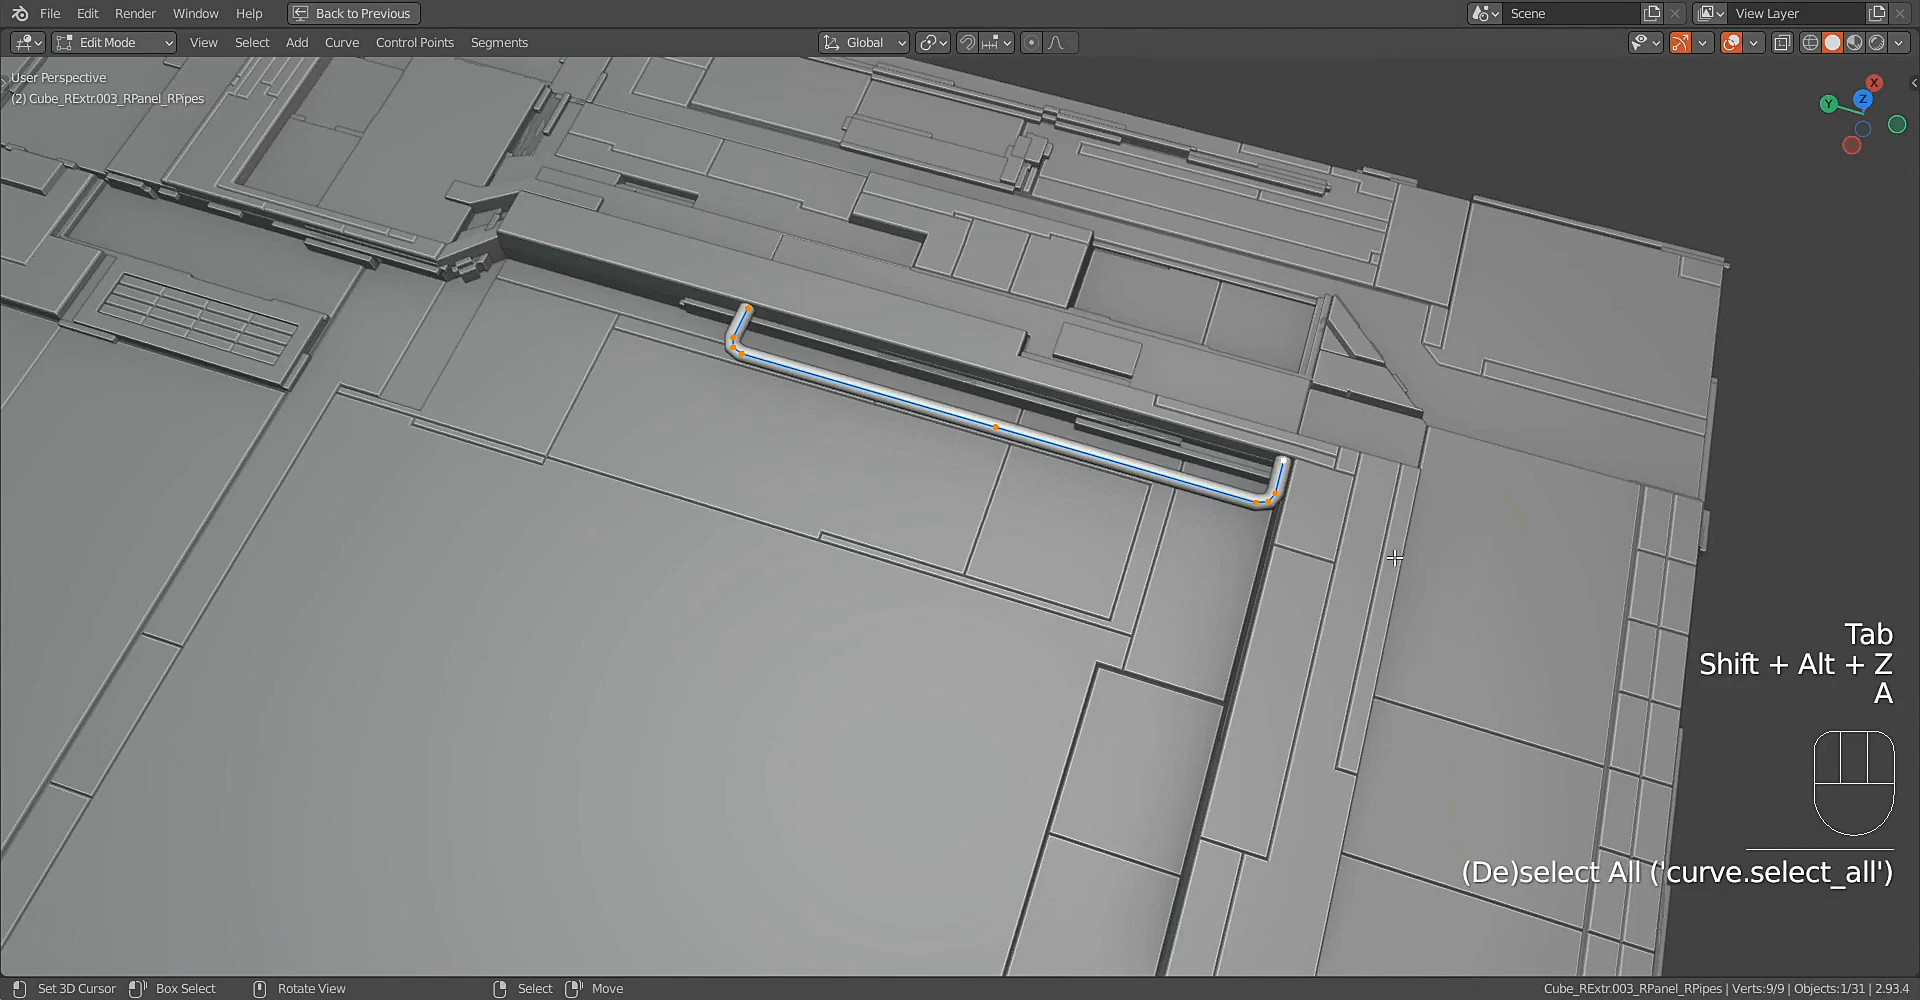 File Edit Render Window Help Back to Previous Scene View Layer
Edit Mode View Select Add Curve Control Points Segments Global
User Perspective
(2) Cube_RExtr.003_RPanel_RPipes
X
Y
Z
Tab
Shift + Alt + Z
A
(De)select All ('curve.select_all')
Set 3D Cursor Box Select Rotate View Select Move Cube_RExtr.003_RPanel_RPipes | Verts:9/9 | Objects:1/31 | 2.93.4